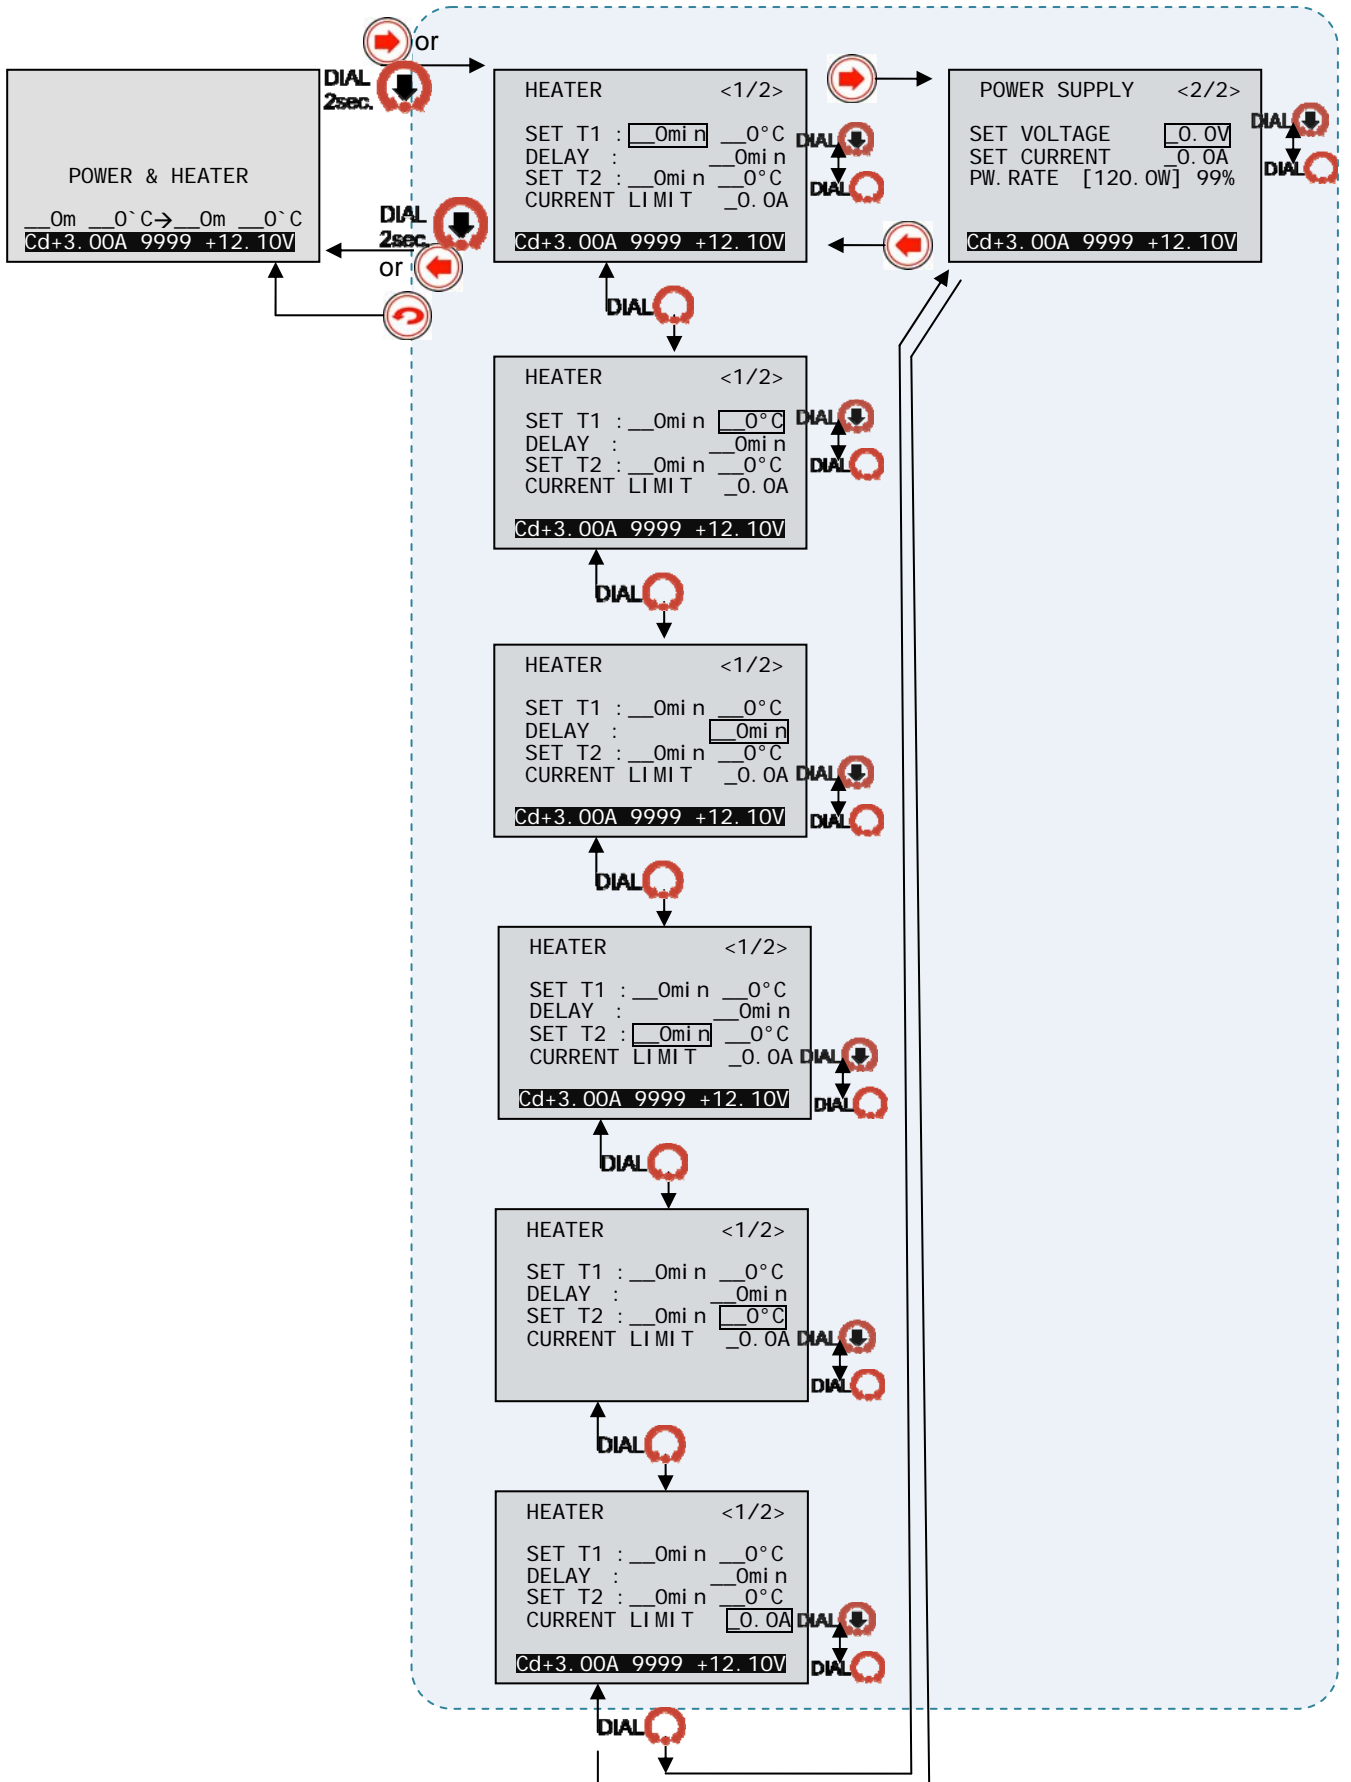 or
DIAL
2sec.
POWER & HEATER
__0m __0`C→__0m __0`C
Cd+3.00A 9999 +12.10V
DIAL
2sec.
or
HEATER <1/2>
SET T1 :__0min __0°C
DELAY : __0min
SET T2 :__0min __0°C
CURRENT LIMIT _0.0A
Cd+3.00A 9999 +12.10V
DIAL
DIAL
POWER SUPPLY <2/2>
SET VOLTAGE _0.0V
SET CURRENT _0.0A
PW.RATE [120.0W] 99%
Cd+3.00A 9999 +12.10V
DIAL
DIAL
DIAL
HEATER <1/2>
SET T1 :__0min __0°C
DELAY : __0min
SET T2 :__0min __0°C
CURRENT LIMIT _0.0A
Cd+3.00A 9999 +12.10V
DIAL
DIAL
DIAL
HEATER <1/2>
SET T1 :__0min __0°C
DELAY : __0min
SET T2 :__0min __0°C
CURRENT LIMIT _0.0A
Cd+3.00A 9999 +12.10V
DIAL
DIAL
DIAL
HEATER <1/2>
SET T1 :__0min __0°C
DELAY : __0min
SET T2 :__0min __0°C
CURRENT LIMIT _0.0A
Cd+3.00A 9999 +12.10V
DIAL
DIAL
DIAL
HEATER <1/2>
SET T1 :__0min __0°C
DELAY : __0min
SET T2 :__0min __0°C
CURRENT LIMIT _0.0A
DIAL
DIAL
DIAL
HEATER <1/2>
SET T1 :__0min __0°C
DELAY : __0min
SET T2 :__0min __0°C
CURRENT LIMIT _0.0A
Cd+3.00A 9999 +12.10V
DIAL
DIAL
DIAL